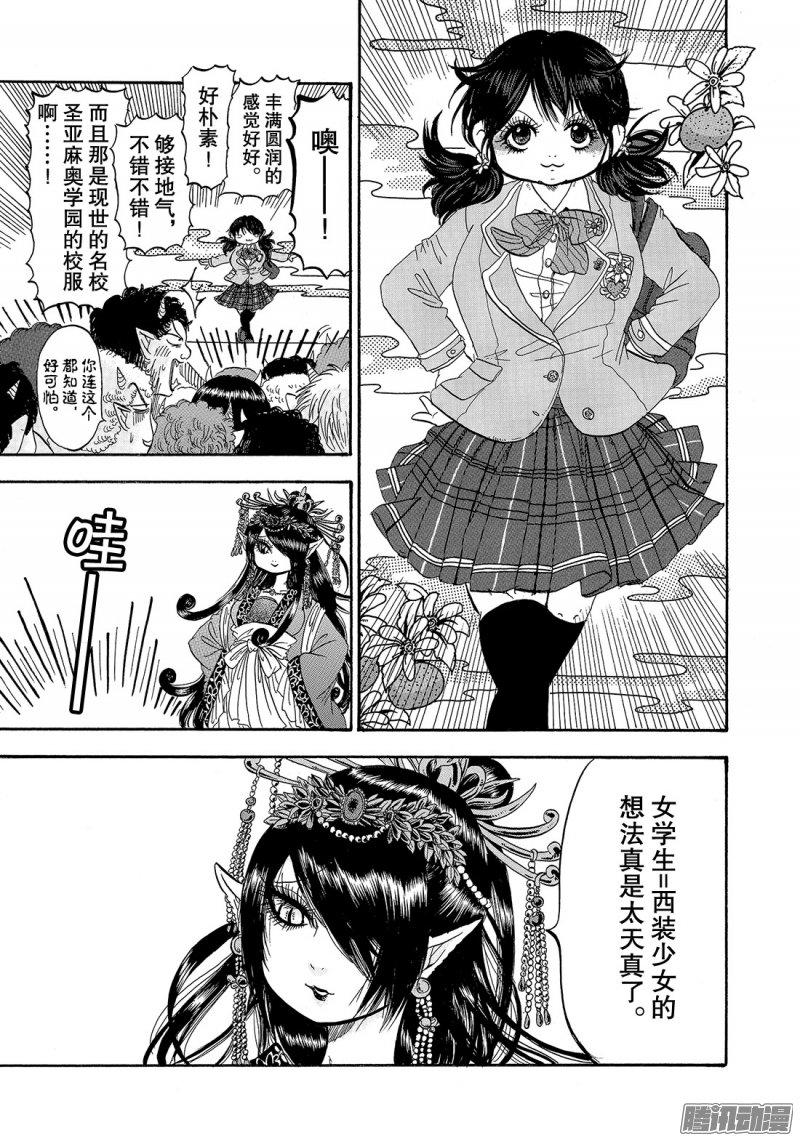 噢——！
丰满圆润的
感觉好好。
好朴素！
够接地气，
不错不错！
而且那是现世的名校
圣亚麻奥学园的校服
啊……！
你连这个
都知道，
好可怕。
哇——
女学生=西装少女的
想法真是太天真了。
腾讯动漫